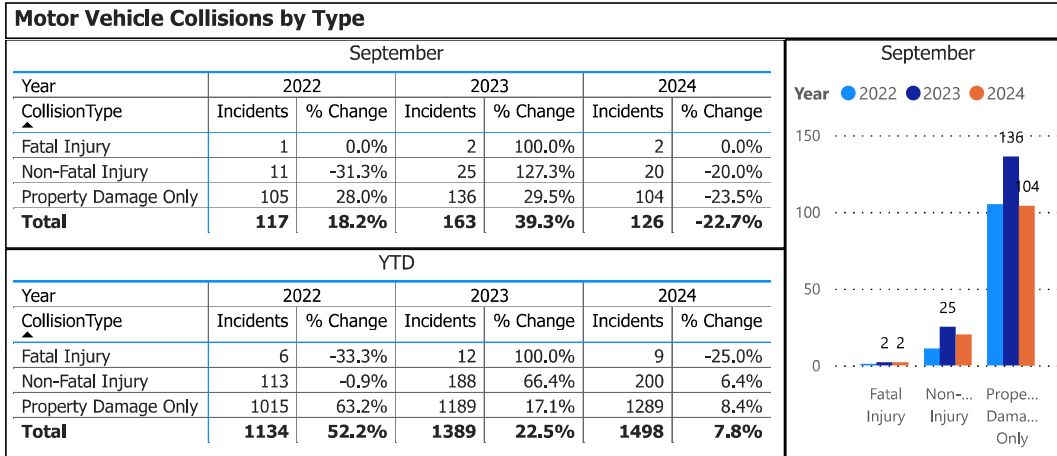 Motor Vehicle Collisions by Type
September
Year 2022 2023 2024
CollisionType Incidents % Change Incidents % Change Incidents % Change
Fatal Injury 1 0.0% 2 100.0% 2 0.0%
Non-Fatal Injury 11 -31.3% 25 127.3% 20 -20.0%
Property Damage Only 105 28.0% 136 29.5% 104 -23.5%
Total 117 18.2% 163 39.3% 126 -22.7%
YTD
Year 2022 2023 2024
CollisionType Incidents % Change Incidents % Change Incidents % Change
Fatal Injury 6 -33.3% 12 100.0% 9 -25.0%
Non-Fatal Injury 113 -0.9% 188 66.4% 200 6.4%
Property Damage Only 1015 63.2% 1189 17.1% 1289 8.4%
Total 1134 52.2% 1389 22.5% 1498 7.8%
September
Year 2022 2023 2024
150
136
104
100
50
25
2 2
0
Fatal Non-... Prope...
Injury Injury Dama...
Only